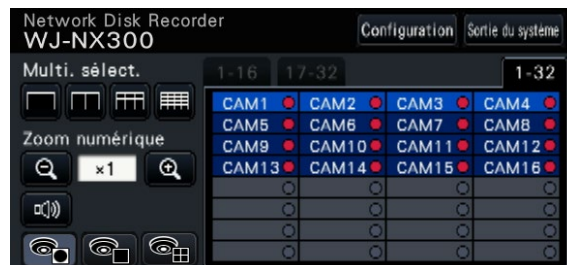 Network Disk Recorder
WJ-NX300
Configuration
Sortie du système
Multi. sélect.
1-16 17-32 1-32
CAM1 CAM2 CAM3 CAM4
CAM5 CAM6 CAM7 CAM8
Zoom numérique
CAM9 CAM10 CAM11 CAM12
×1
CAM13 CAM14 CAM15 CAM16